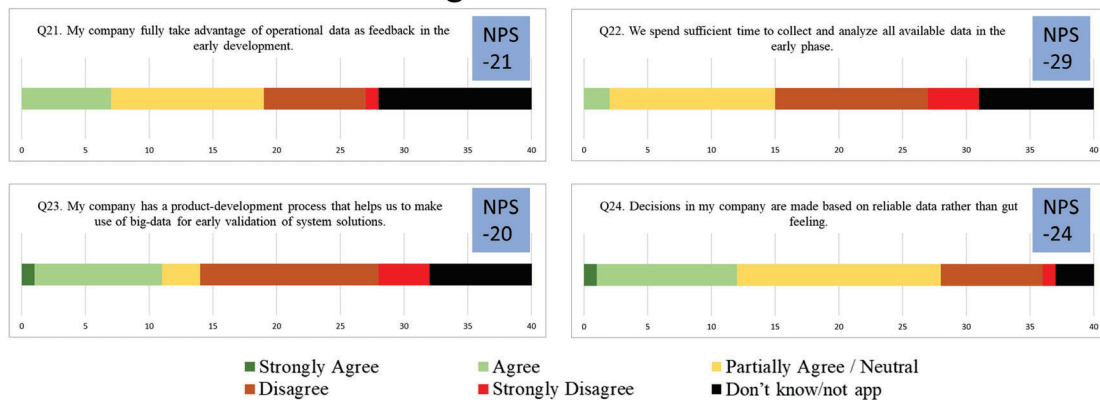 Q21. My company fully take advantage of operational data as feedback in the
early development.
NPS
-21
0 5 10 15 20 25 30 35 40
Q22. We spend sufficient time to collect and analyze all available data in the
early phase.
NPS
-29
0 5 10 15 20 25 30 35 40
Q23. My company has a product-development process that helps us to make
use of big-data for early validation of system solutions.
NPS
-20
0 5 10 15 20 25 30 35 40
Q24. Decisions in my company are made based on reliable data rather than gut
feeling.
NPS
-24
0 5 10 15 20 25 30 35 40
Strongly Agree Agree Partially Agree / Neutral
Disagree Strongly Disagree Don't know/not app